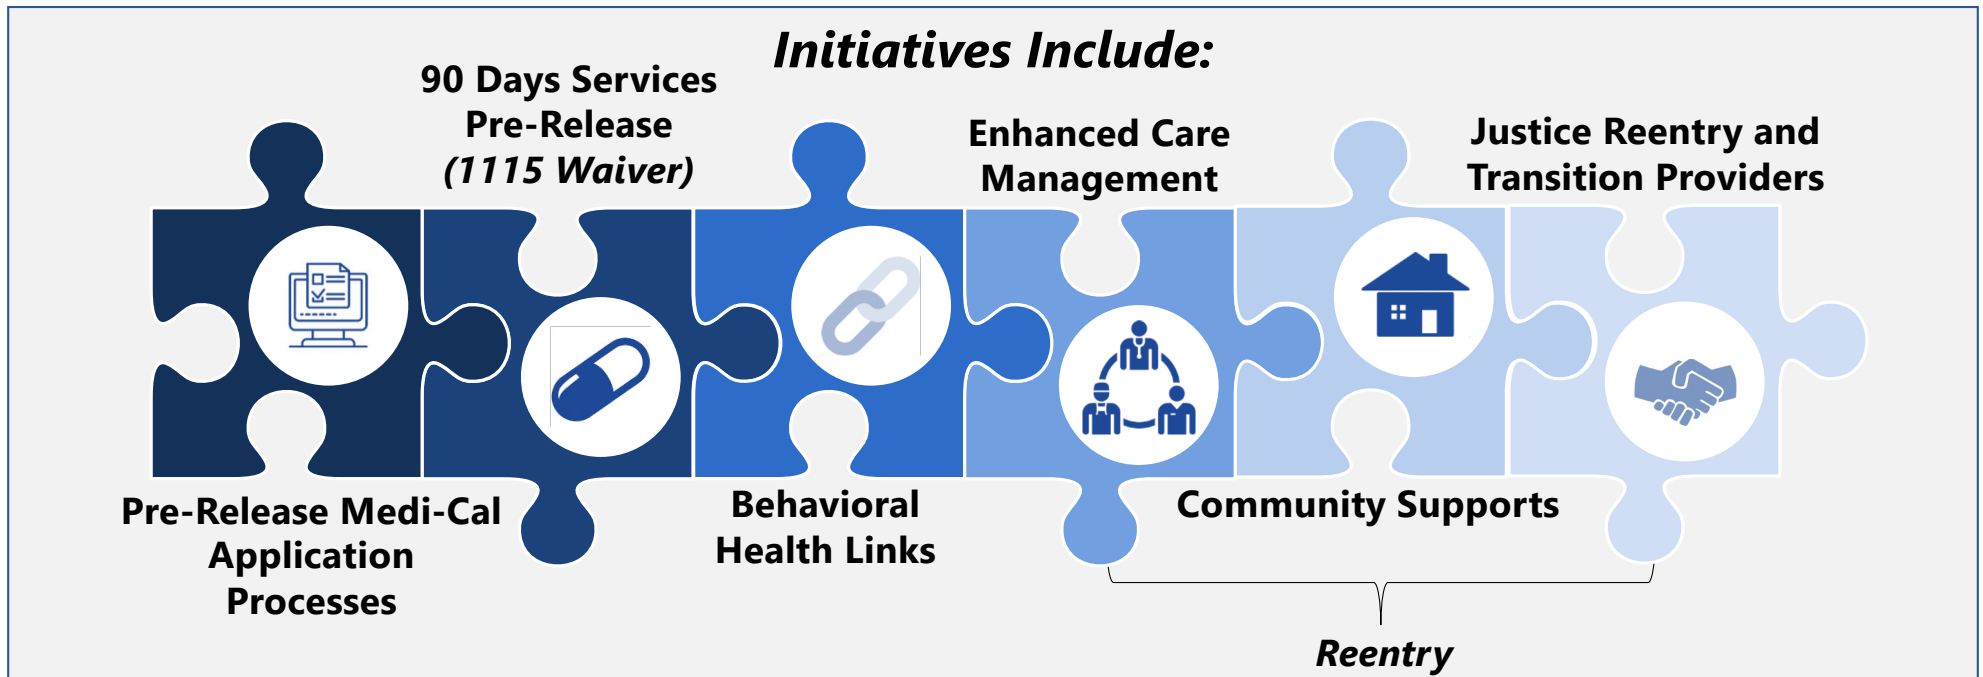 Initiatives Include:
90 Days Services
Pre-Release
(1115 Waiver)
Enhanced Care
Management
Justice Reentry and
Transition Providers
Pre-Release Medi-Cal
Application
Processes
Behavioral
Health Links
Community Supports
Reentry